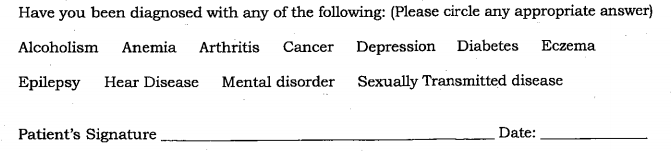 Have you been diagnosed with any of the following: (Please circle any appropriate answer)
Alcoholism Anemia Arthritis Cancer Depression Diabetes Eczema
Epilepsy Hear Disease Mental disorder Sexually Transmitted disease
Patient's Signature ______________________ Date: __________